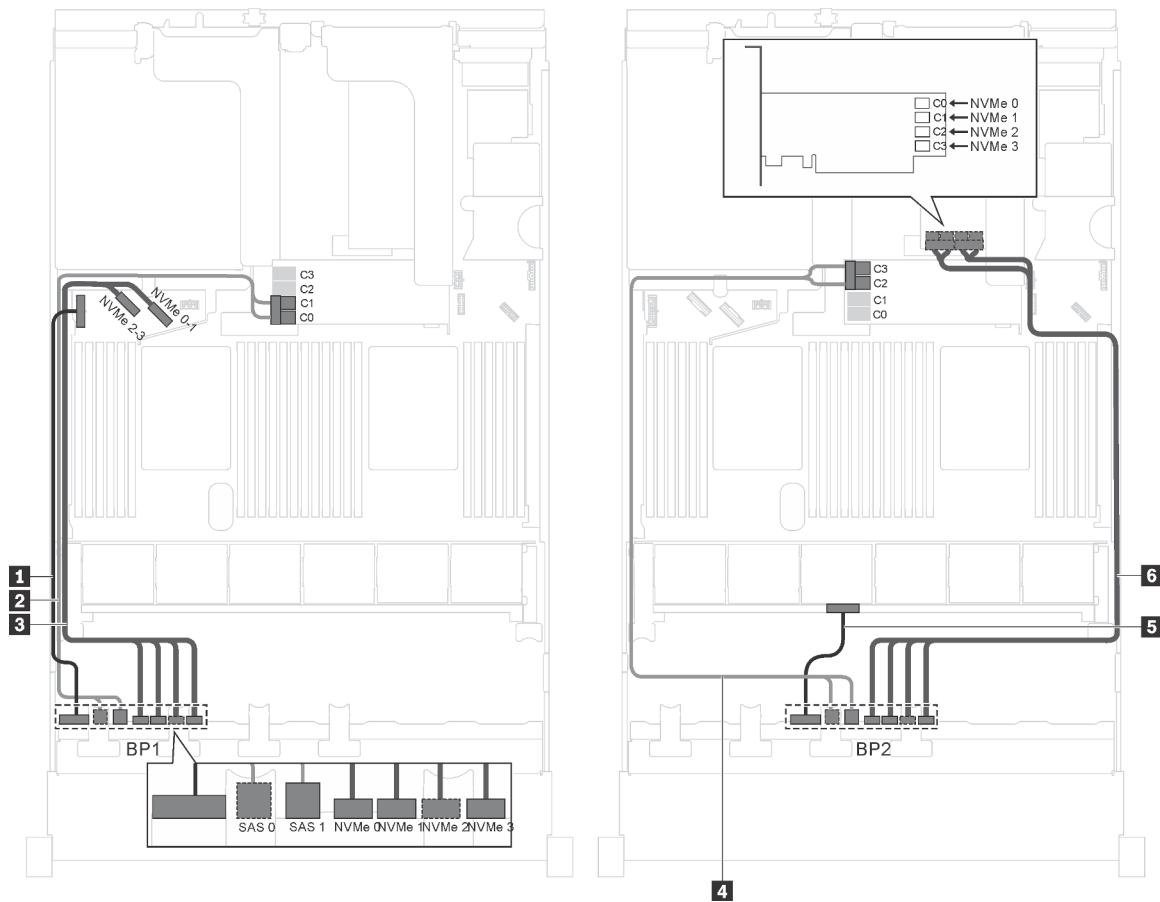 C3
C2
C1
C0
NVMe 2-3
NVMe 0-1
1
2
3
BP1
SAS 0
SAS 1
NVMe 0
NVMe 1
NVMe 2
NVMe 3
C0 NVMe 0
C1 NVMe 1
C2 NVMe 2
C3 NVMe 3
C3
C2
C1
C0
6
5
BP2
4